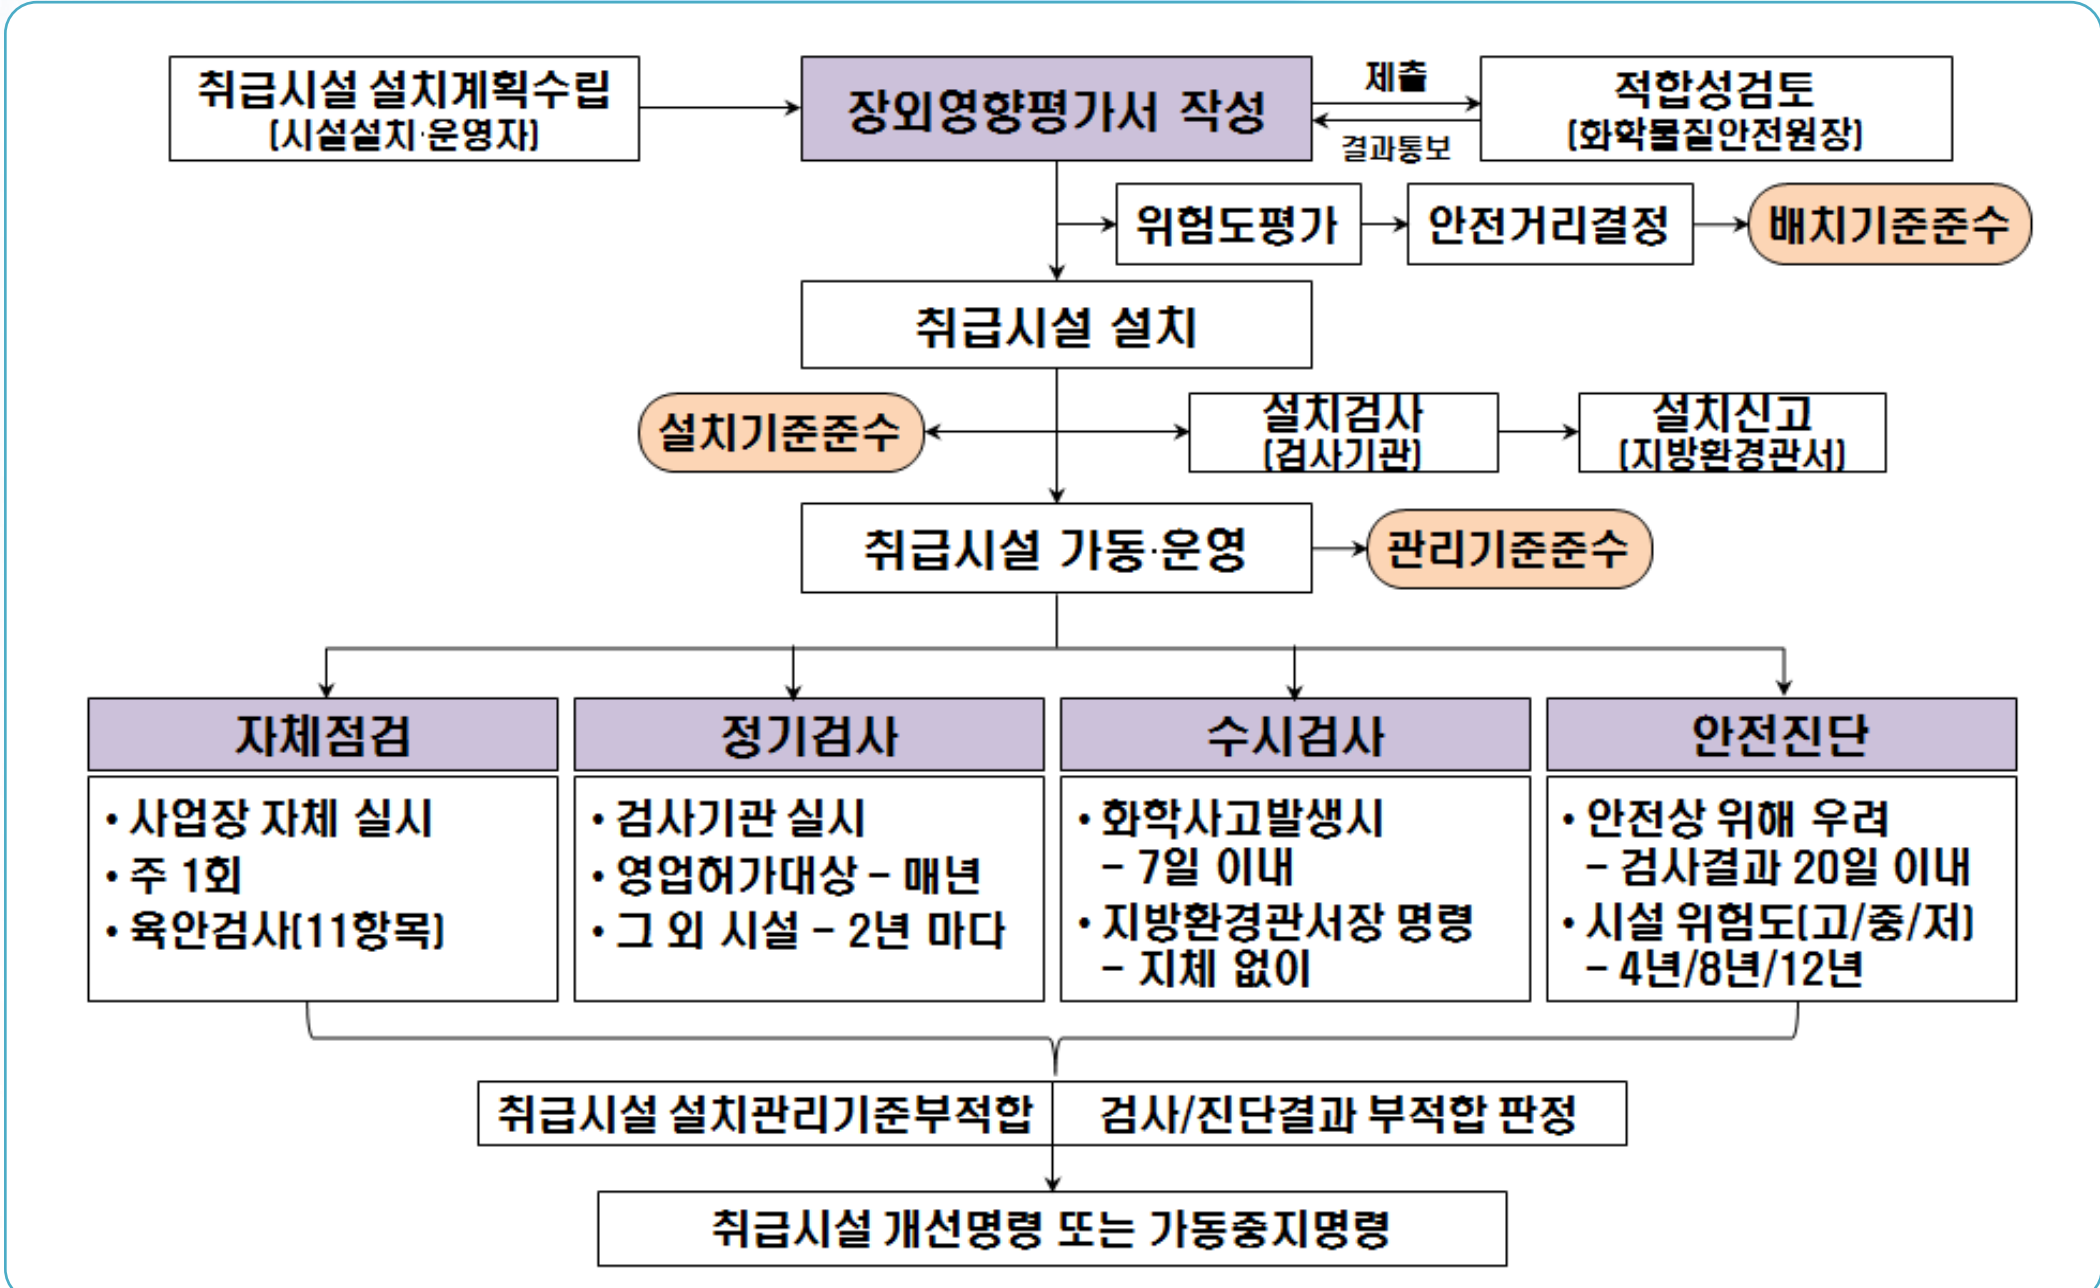 취급시설 설치계획수립
(시설설치·운영자)
장외영향평가서 작성
제출
결과통보
적합성검토
(화학물질안전원장)
위험도평가
안전거리결정
배치기준준수
취급시설 설치
설치기준준수
설치검사
(검사기관)
설치신고
(지방환경관서)
취급시설 가동·운영
관리기준준수
자체점검
• 사업장 자체 실시
• 주 1회
• 육안검사(11항목)
정기검사
• 검사기관 실시
• 영업허가대상 – 매년
• 그 외 시설 – 2년 마다
수시검사
• 화학사고발생시
– 7일 이내
• 지방환경관서장 명령
– 지체 없이
안전진단
• 안전상 위해 우려
– 검사결과 20일 이내
• 시설 위험도(고/중/저)
– 4년/8년/12년
취급시설 설치관리기준부적합
검사/진단결과 부적합 판정
취급시설 개선명령 또는 가동중지명령